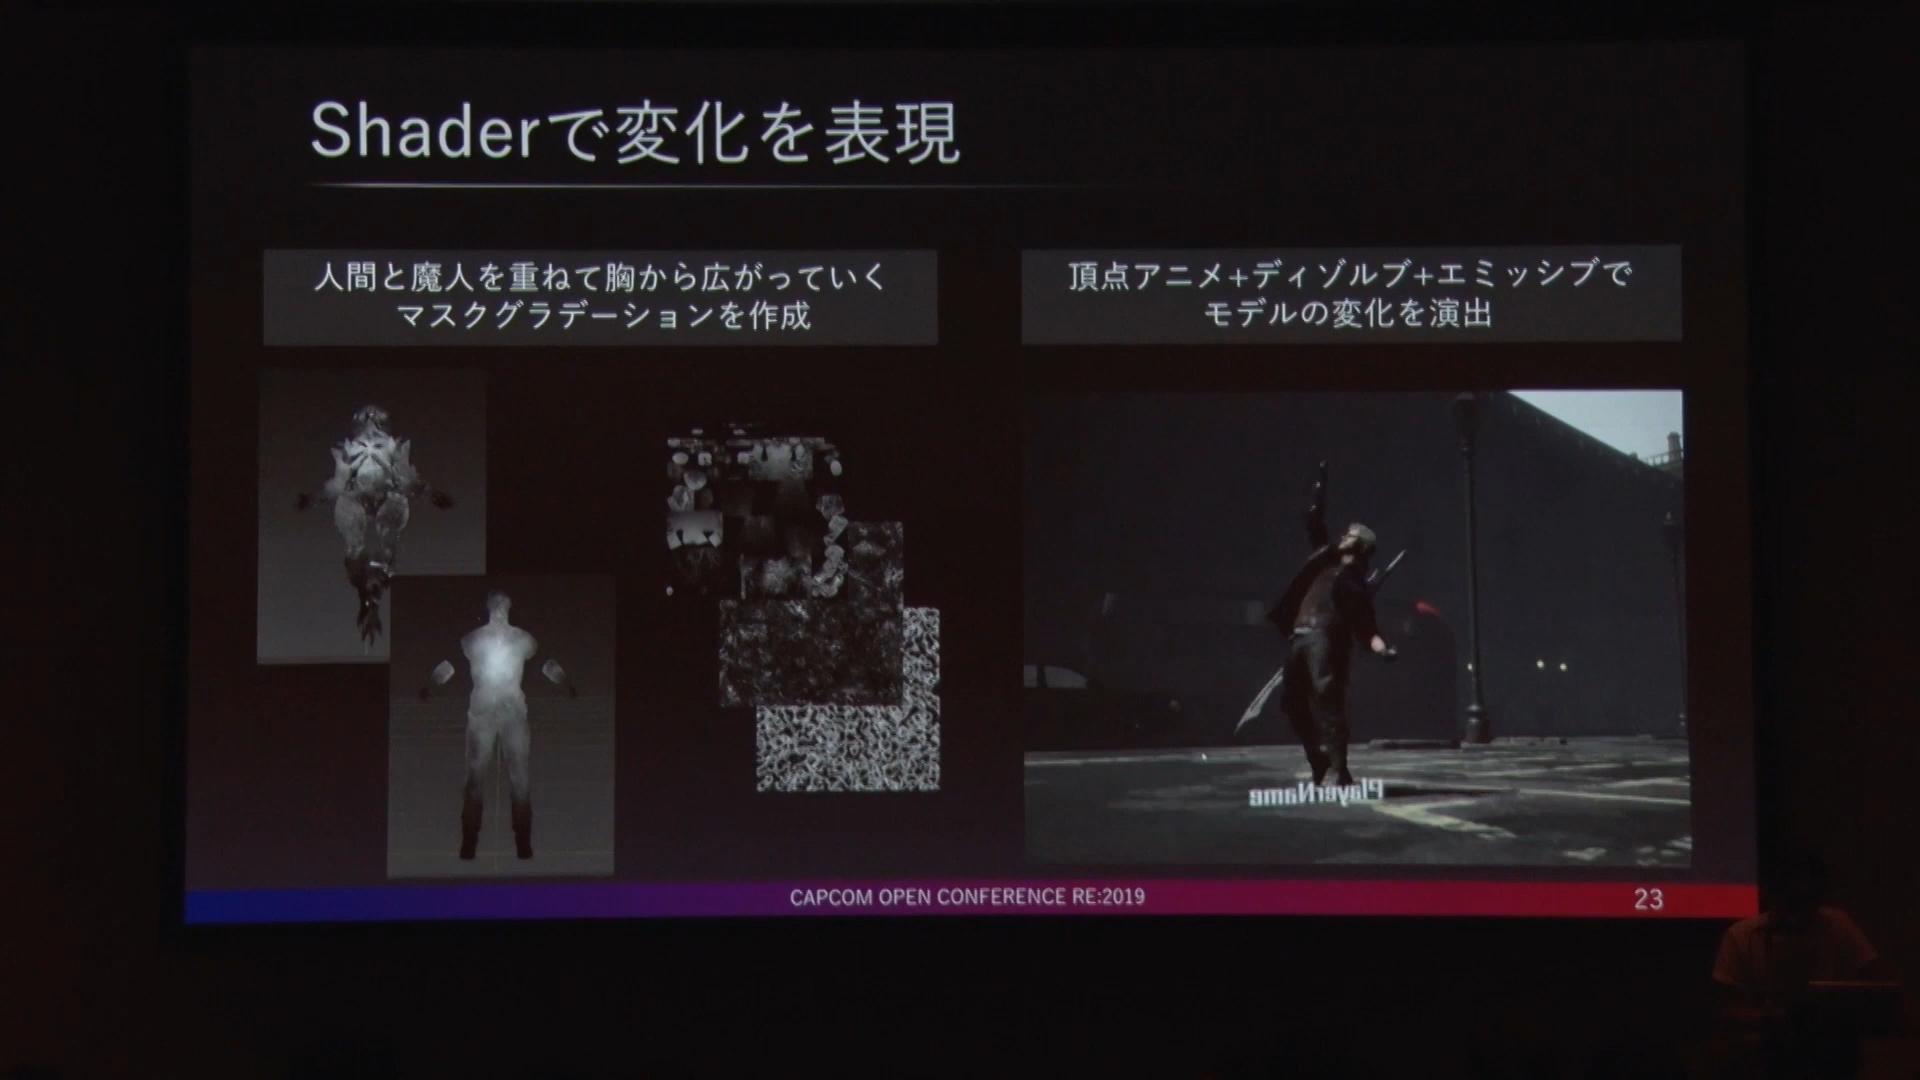 Shaderで変化を表現
人間と魔人を重ねて胸から広がっていく
マスクグラデーションを作成
頂点アニメ+ディゾルブ+エミッシブで
モデルの変化を演出
PlayerName
CAPCOM OPEN CONFERENCE RE:2019
23